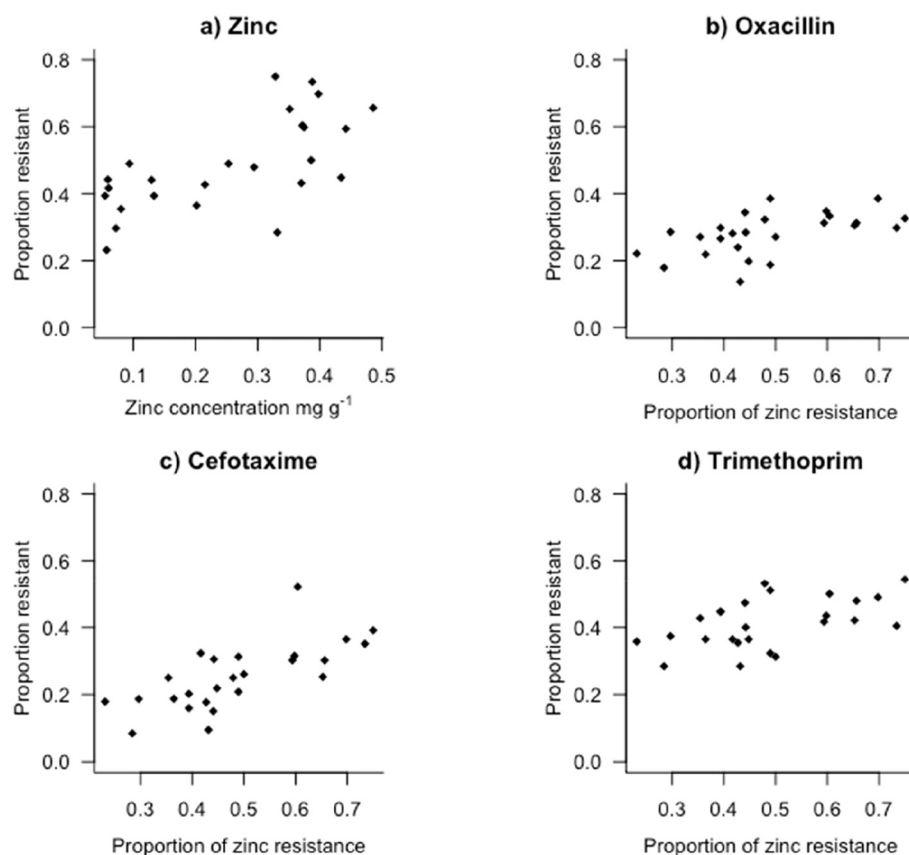 a) Zinc
Proportion resistant
0.8
0.6
0.4
0.2
0.0
0.1 0.2 0.3 0.4 0.5
Zinc concentration mg g⁻¹
b) Oxacillin
Proportion resistant
0.8
0.6
0.4
0.2
0.0
0.3 0.4 0.5 0.6 0.7
Proportion of zinc resistance
c) Cefotaxime
Proportion resistant
0.8
0.6
0.4
0.2
0.0
0.3 0.4 0.5 0.6 0.7
Proportion of zinc resistance
d) Trimethoprim
Proportion resistant
0.8
0.6
0.4
0.2
0.0
0.3 0.4 0.5 0.6 0.7
Proportion of zinc resistance